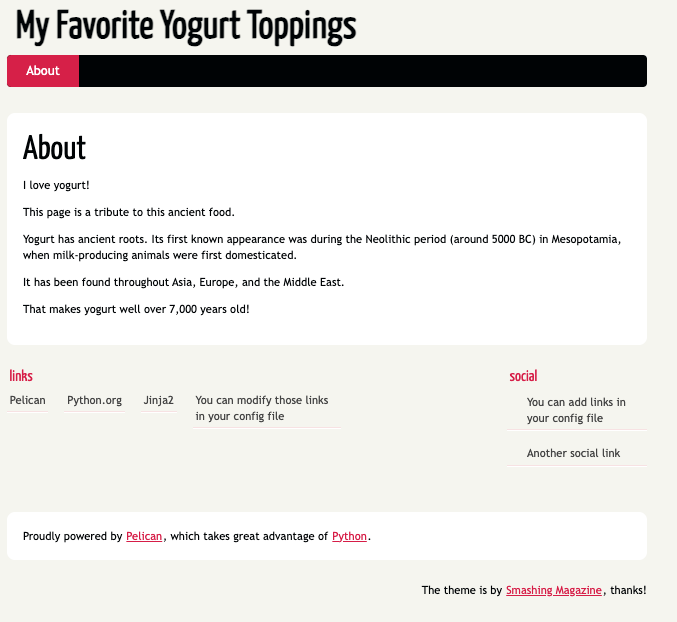 My Favorite Yogurt Toppings
About
About
I love yogurt!
This page is a tribute to this ancient food.
Yogurt has ancient roots. Its first known appearance was during the Neolithic period (around 5000 BC) in Mesopotamia,
when milk-producing animals were first domesticated.
It has been found throughout Asia, Europe, and the Middle East.
That makes yogurt well over 7,000 years old!
links
Pelican Python.org Jinja2 You can modify those links
in your config file
social
You can add links in
your config file
Another social link
Proudly powered by Pelican, which takes great advantage of Python.
The theme is by Smashing Magazine, thanks!